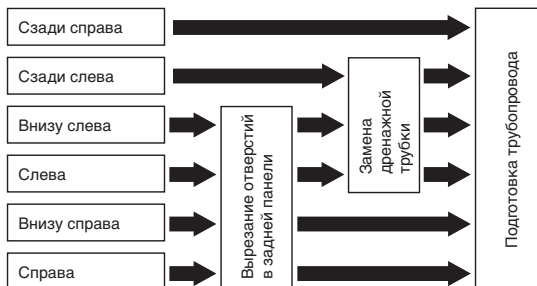 Сзади справа
Сзади слева
Внизу слева
Слева
Внизу справа
Справа
Вырезание отверстий
в задней панели
Замена
дренажной
трубки
Подготовка трубопровода